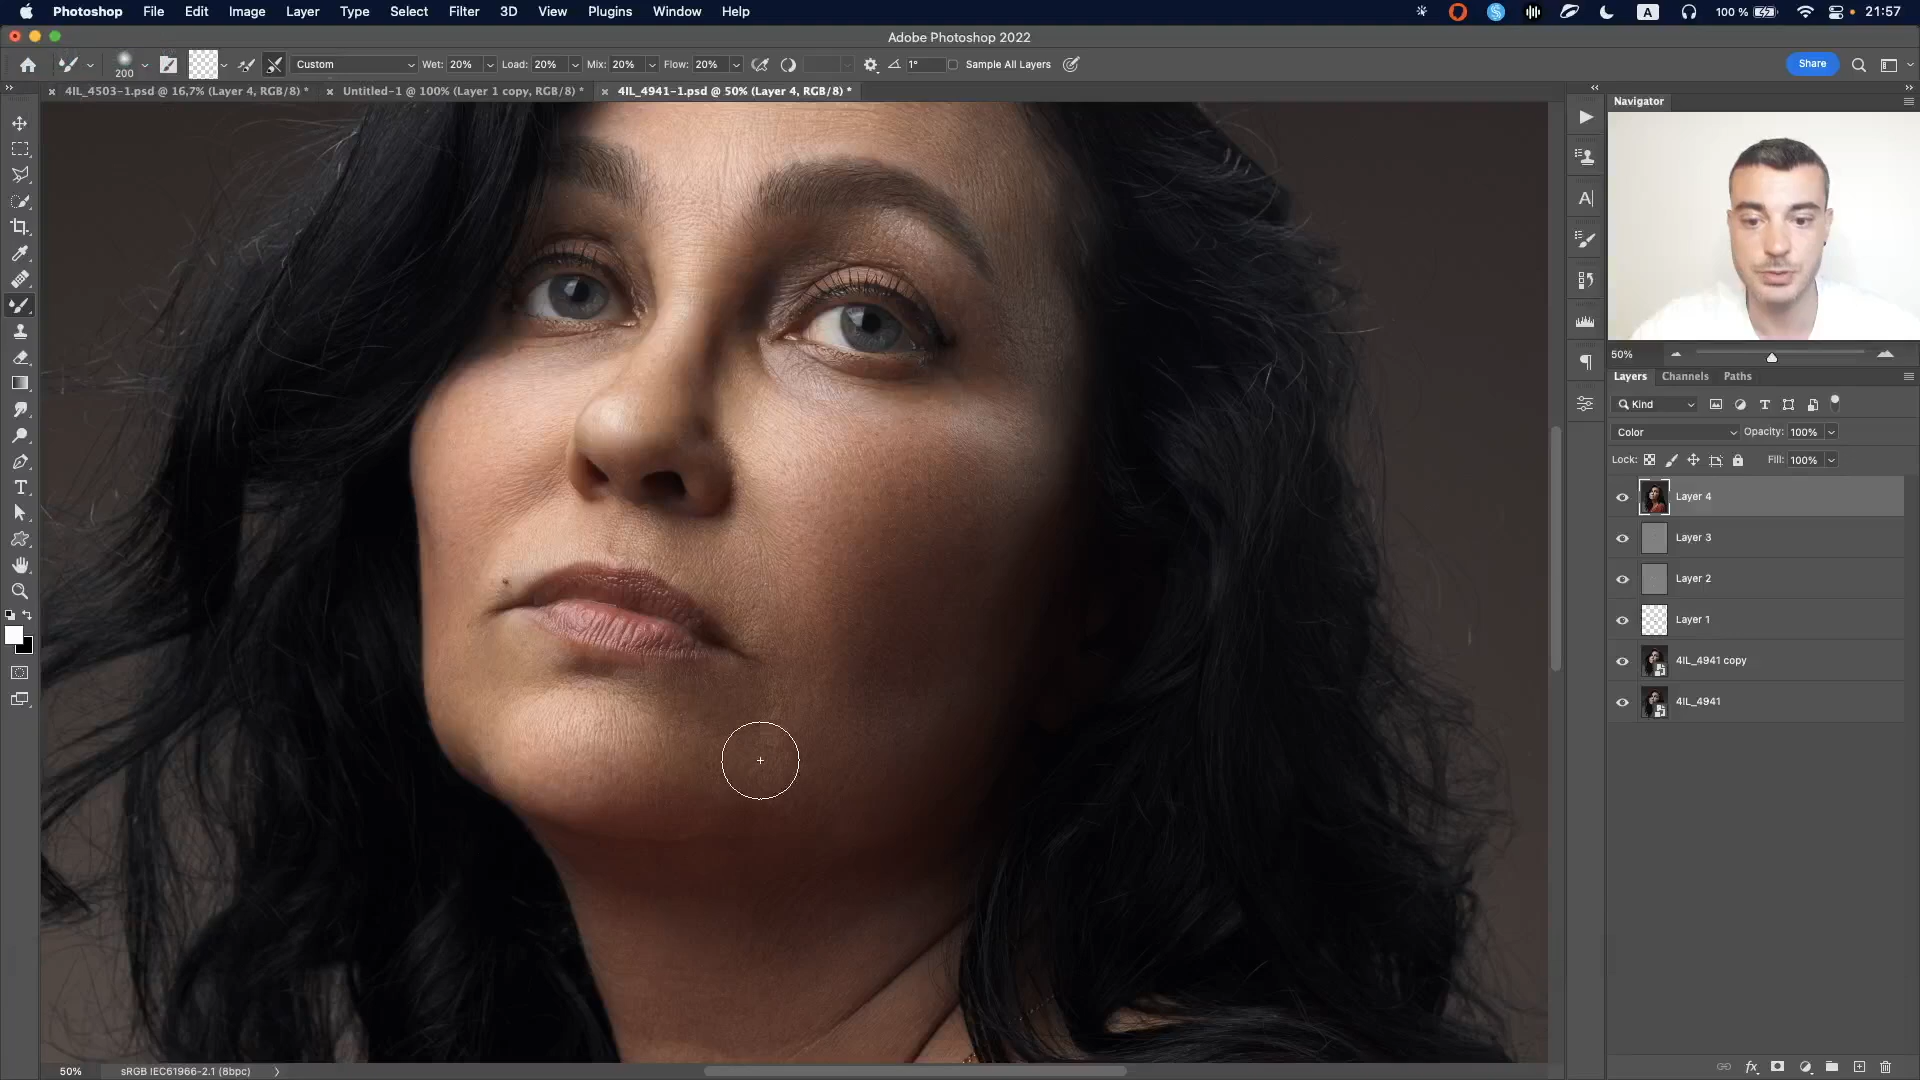 Photoshop File Edit Image Layer Type Select Filter 3D View Plugins Window Help A 100 % 21:57
Adobe Photoshop 2022
200 Custom Wet: 20% Load: 20% Mix: 20% Flow: 20% 1° Sample All Layers Share
4IL_4503-1.psd @ 16,7% (Layer 4, RGB/8) * Untitled-1 @ 100% (Layer 1 copy, RGB/8) * 4IL_4941-1.psd @ 50% (Layer 4, RGB/8) *
Navigator
50%
Layers Channels Paths
Kind
Color Opacity: 100%
Lock: Fill: 100%
Layer 4
Layer 3
Layer 2
Layer 1
4IL_4941 copy
4IL_4941
50% sRGB IEC61966-2.1 (8bpc)